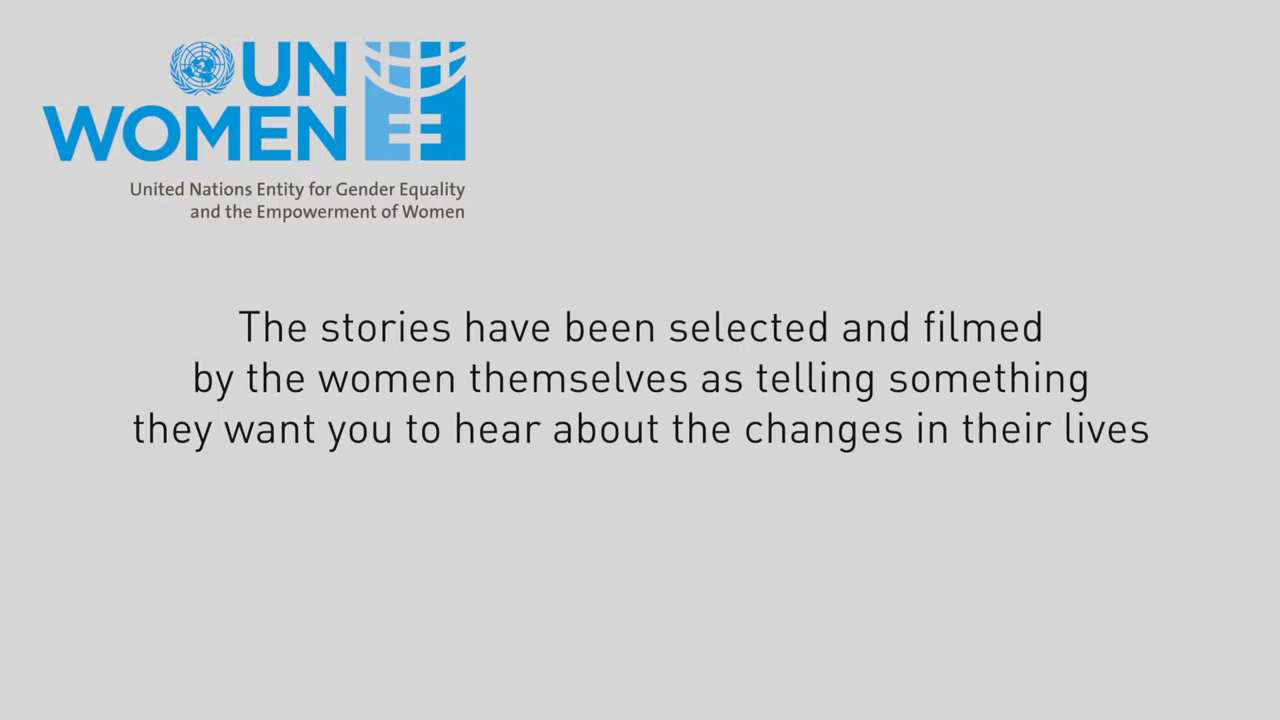 UN
WOMEN
United Nations Entity for Gender Equality
and the Empowerment of Women
The stories have been selected and filmed
by the women themselves as telling something
they want you to hear about the changes in their lives